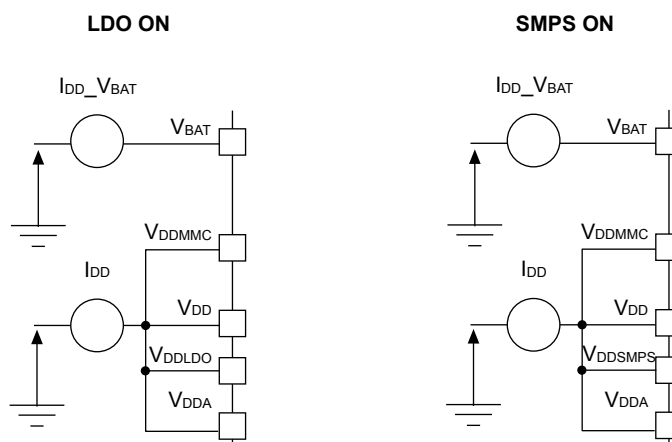 LDO ON
IDD_VBAT
VBAT
VDDMMC
IDD
VDD
VDDLDO
VDDA
SMPS ON
IDD_VBAT
VBAT
VDDMMC
IDD
VDD
VDDSMPS
VDDA